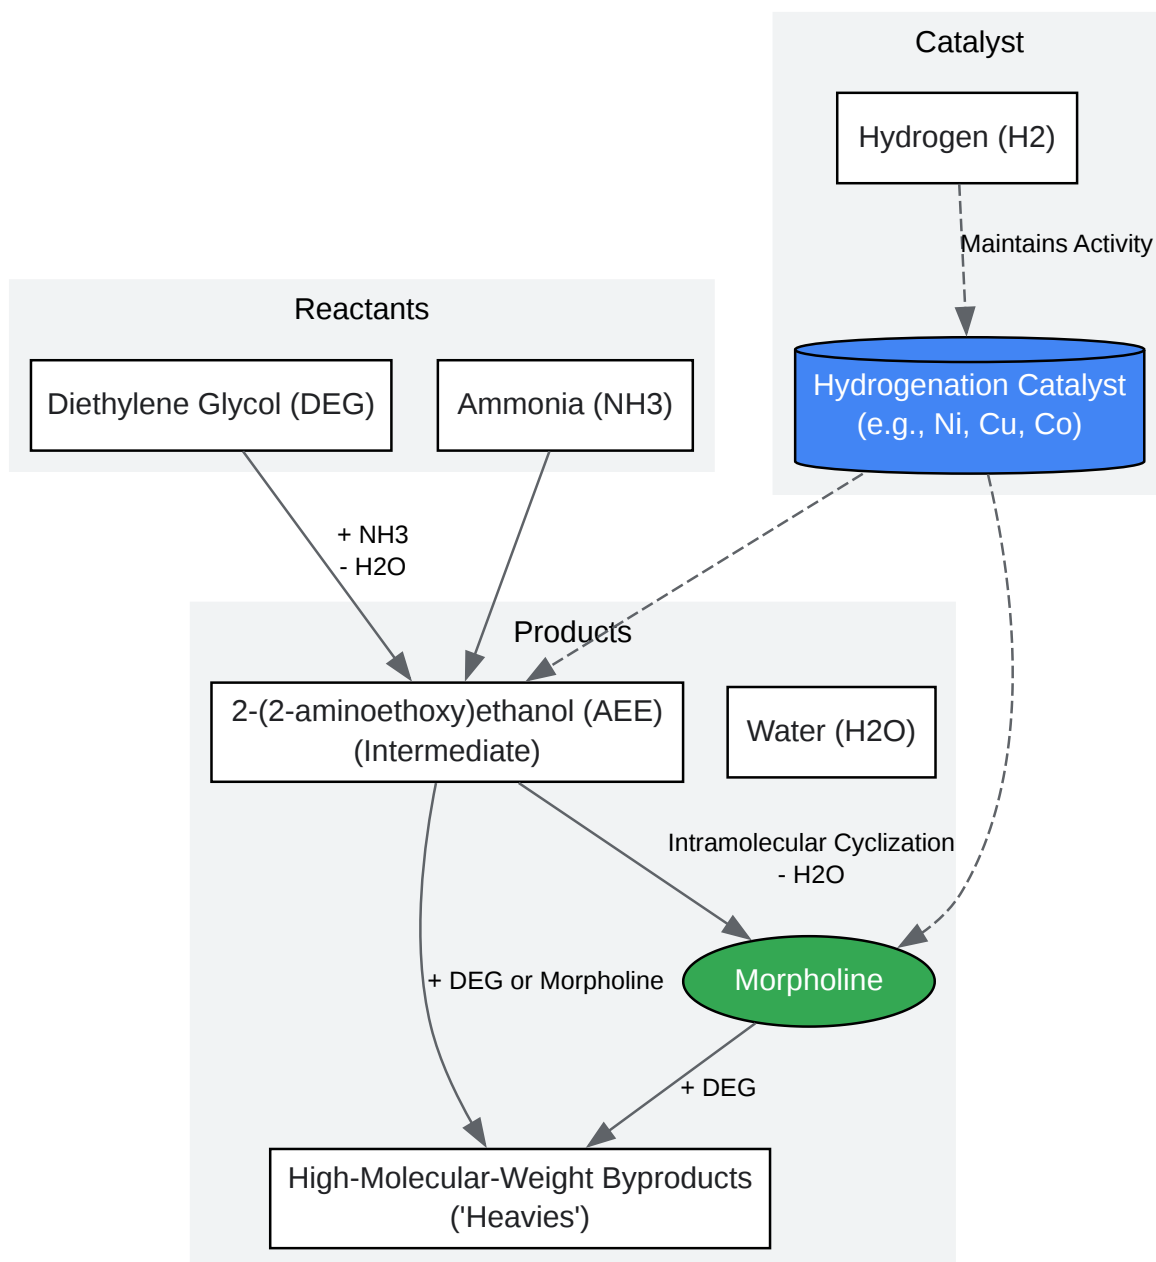 Catalyst
Hydrogen (H2)
Maintains Activity
Hydrogenation Catalyst
(e.g., Ni, Cu, Co)
Reactants
Diethylene Glycol (DEG)
Ammonia (NH3)
+ NH3
- H2O
Products
2-(2-aminoethoxy)ethanol (AEE)
(Intermediate)
Water (H2O)
Intramolecular Cyclization
- H2O
+ DEG or Morpholine
Morpholine
+ DEG
High-Molecular-Weight Byproducts
('Heavies')